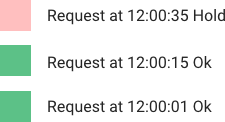 Request at 12:00:35 Hold
Request at 12:00:15 Ok
Request at 12:00:01 Ok